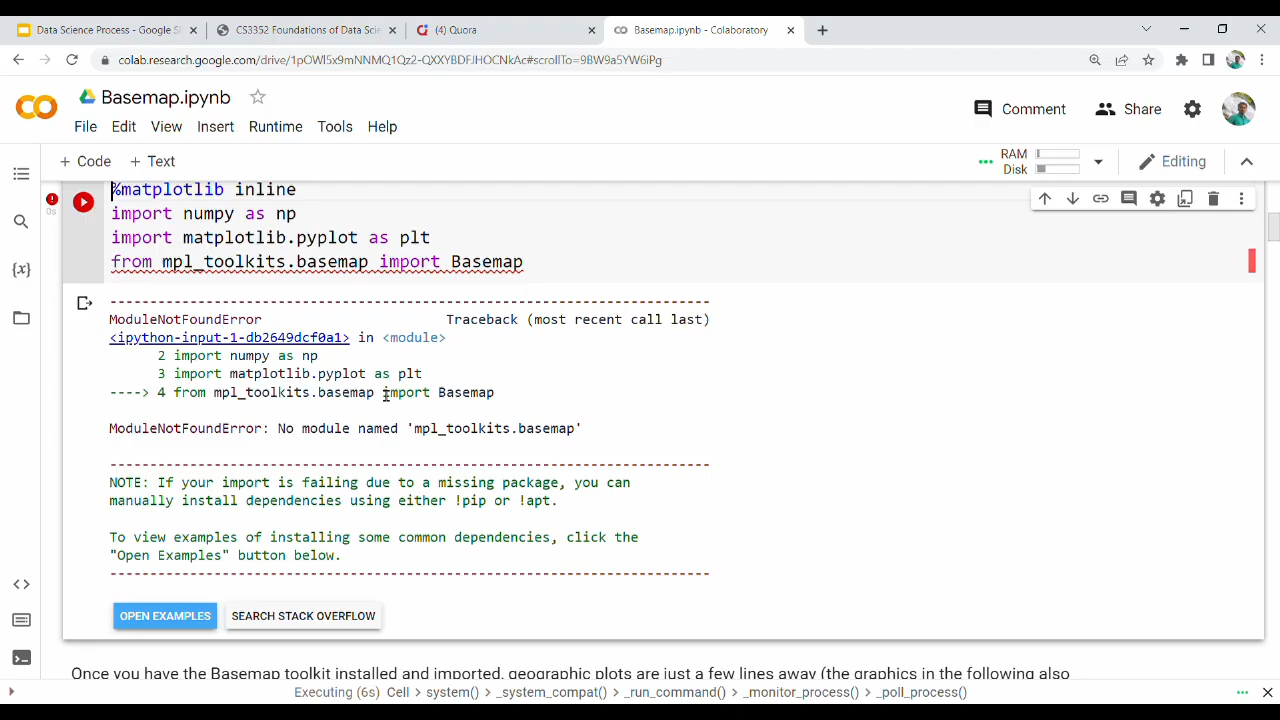 Data Science Process - Google Sl
CS3352 Foundations of Data Scie
(4) Quora
Basemap.ipynb - Colaboratory
colab.research.google.com/drive/1pOWl5x9mNNMQ1Qz2-QXXYBDFJHOCNkAc#scrollTo=9BW9a5YW6iPg
Basemap.ipynb
Comment
Share
File Edit View Insert Runtime Tools Help
+ Code + Text
RAM
Disk
Editing
%matplotlib inline
import numpy as np
import matplotlib.pyplot as plt
from mpl_toolkits.basemap import Basemap
0s
{x}
---------------------------------------------------------------------------
ModuleNotFoundError Traceback (most recent call last)
<ipython-input-1-db2649dcf0a1> in <module>
2 import numpy as np
3 import matplotlib.pyplot as plt
----> 4 from mpl_toolkits.basemap import Basemap
ModuleNotFoundError: No module named 'mpl_toolkits.basemap'
---------------------------------------------------------------------------
NOTE: If your import is failing due to a missing package, you can
manually install dependencies using either !pip or !apt.
To view examples of installing some common dependencies, click the
"Open Examples" button below.
---------------------------------------------------------------------------
OPEN EXAMPLES SEARCH STACK OVERFLOW
Once you have the Basemap toolkit installed and imported, geographic plots are just a few lines away (the graphics in the following also
Executing (6s) Cell > system() > _system_compat() > _run_command() > _monitor_process() > _poll_process()